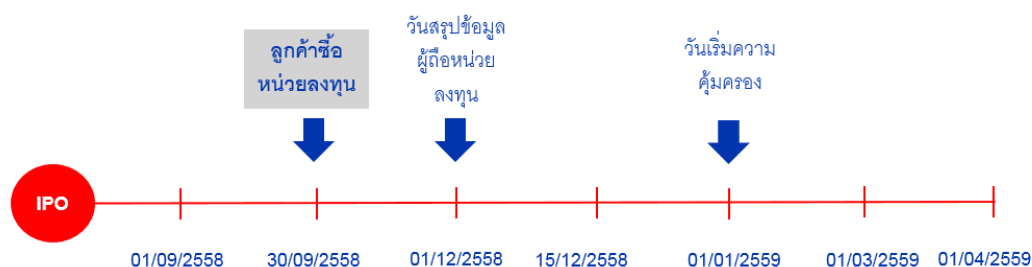 ลูกค้าซื้อ
หน่วยลงทุน
วันสรุปข้อมูล
ผู้ถือหน่วย
ลงทุน
วันเริ่มความ
คุ้มครอง
IPO
01/09/2558
30/09/2558
01/12/2558
15/12/2558
01/01/2559
01/03/2559
01/04/2559